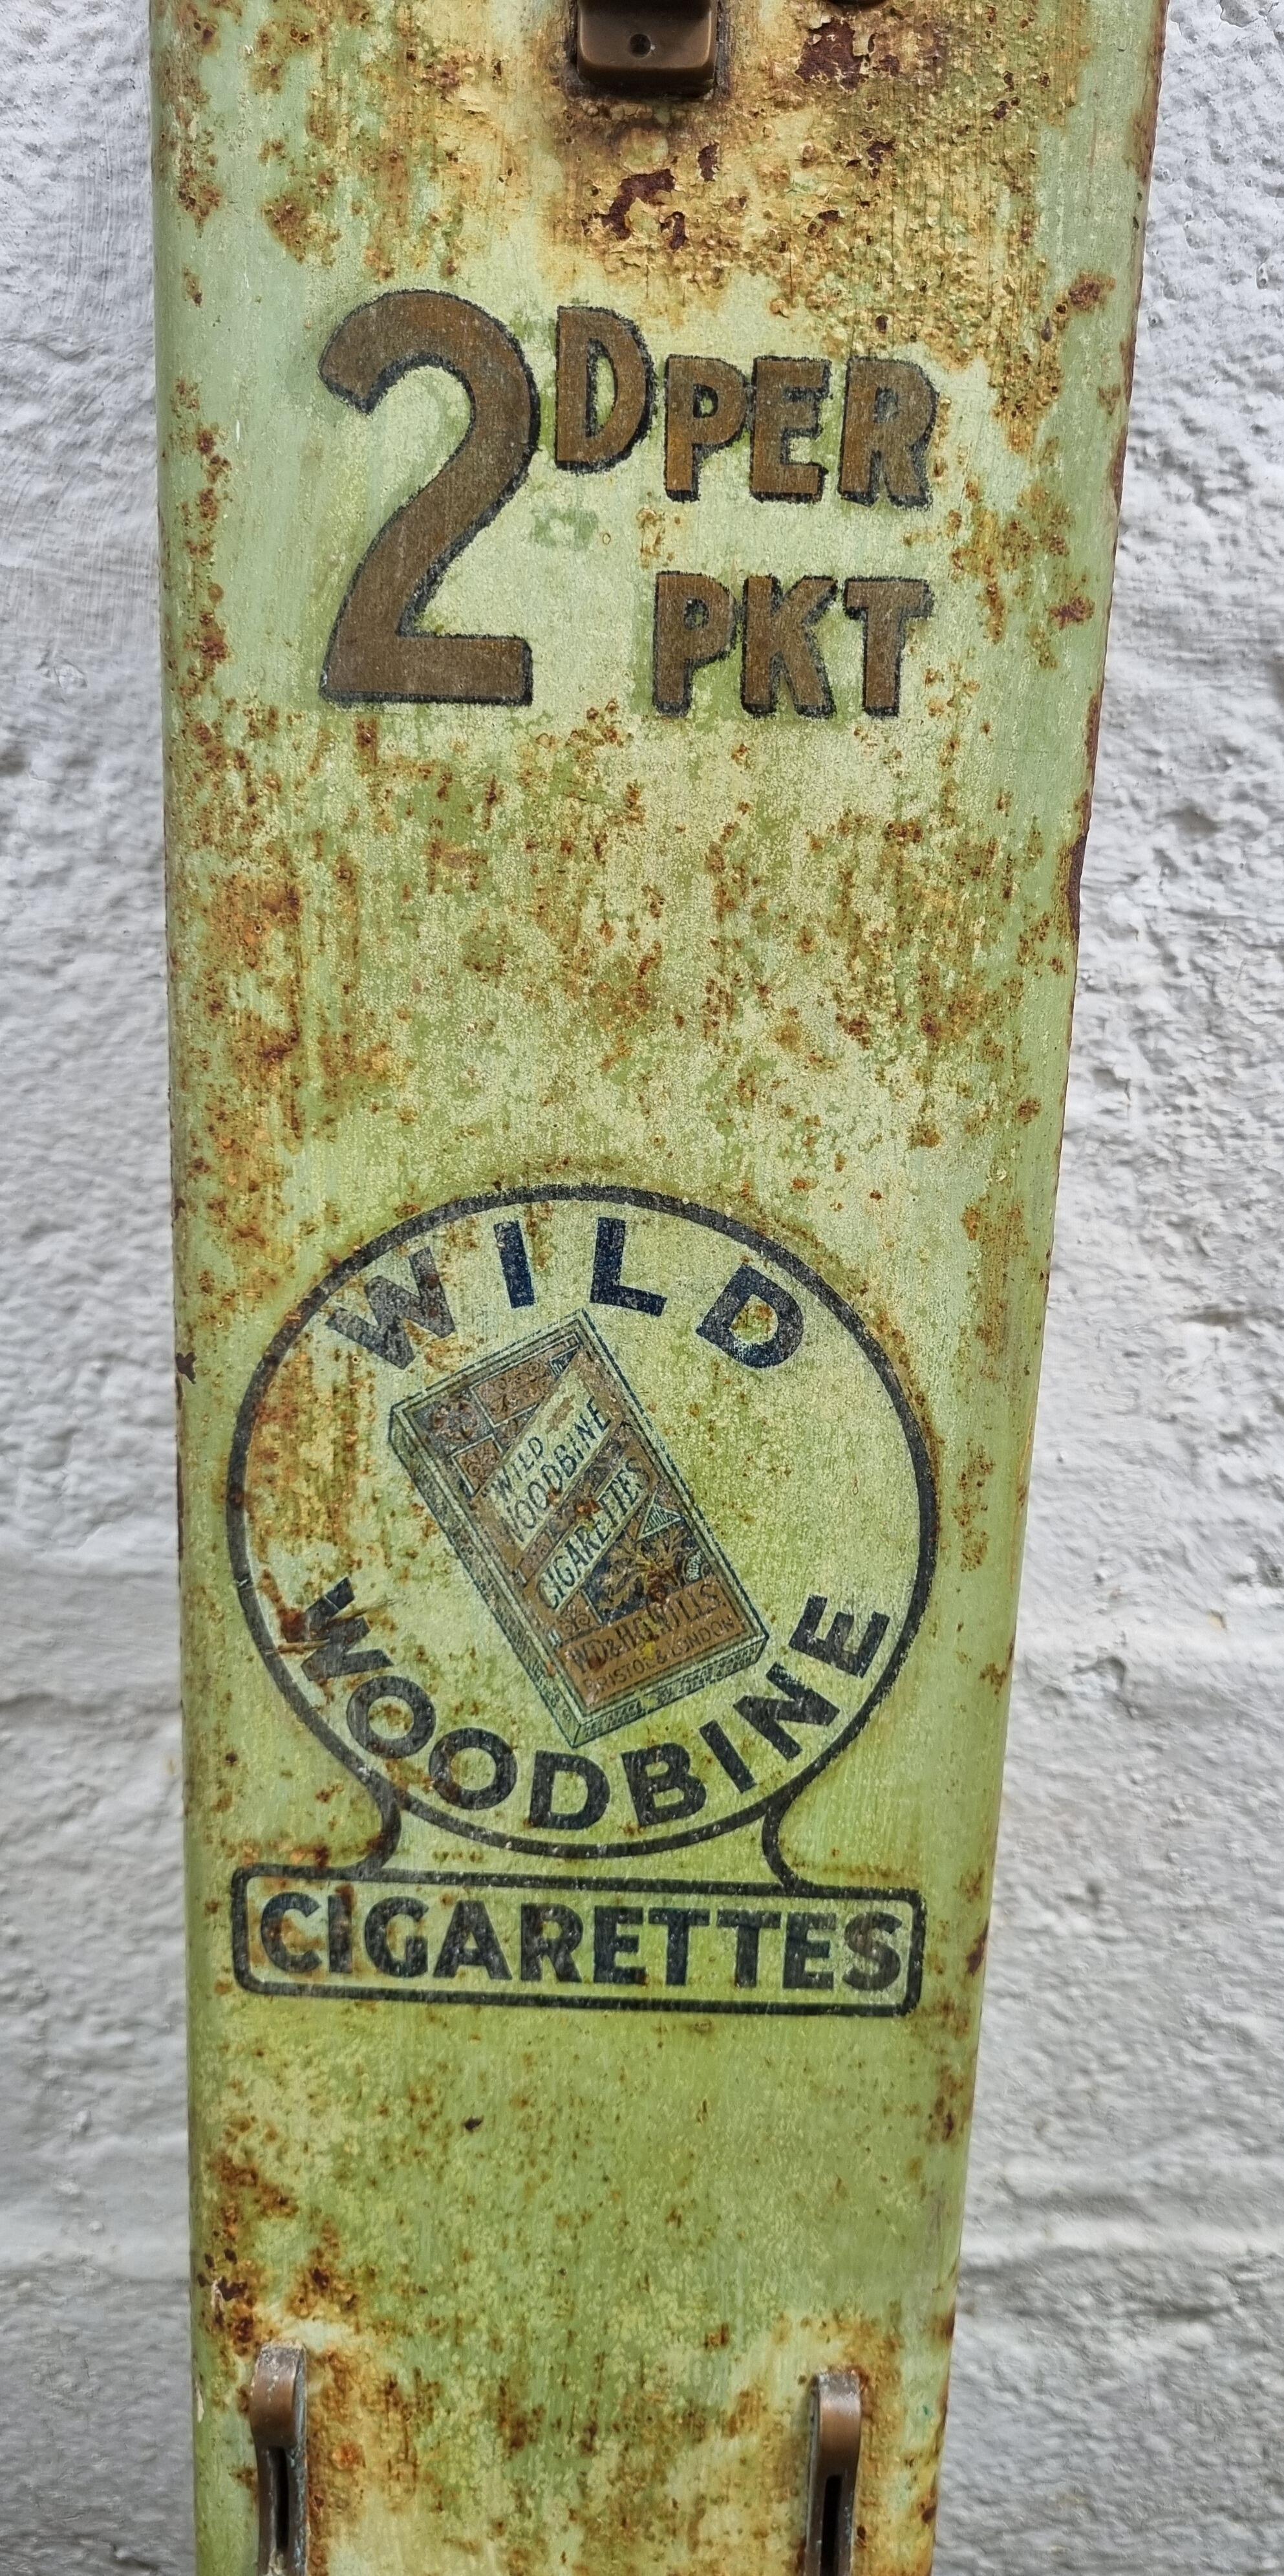 2D PER
PKT
WILD
WILD
WOODBINE
CIGARETTES
W.D.& H.O. WILLS.
BRISTOL & LONDON
WOODBINE
CIGARETTES